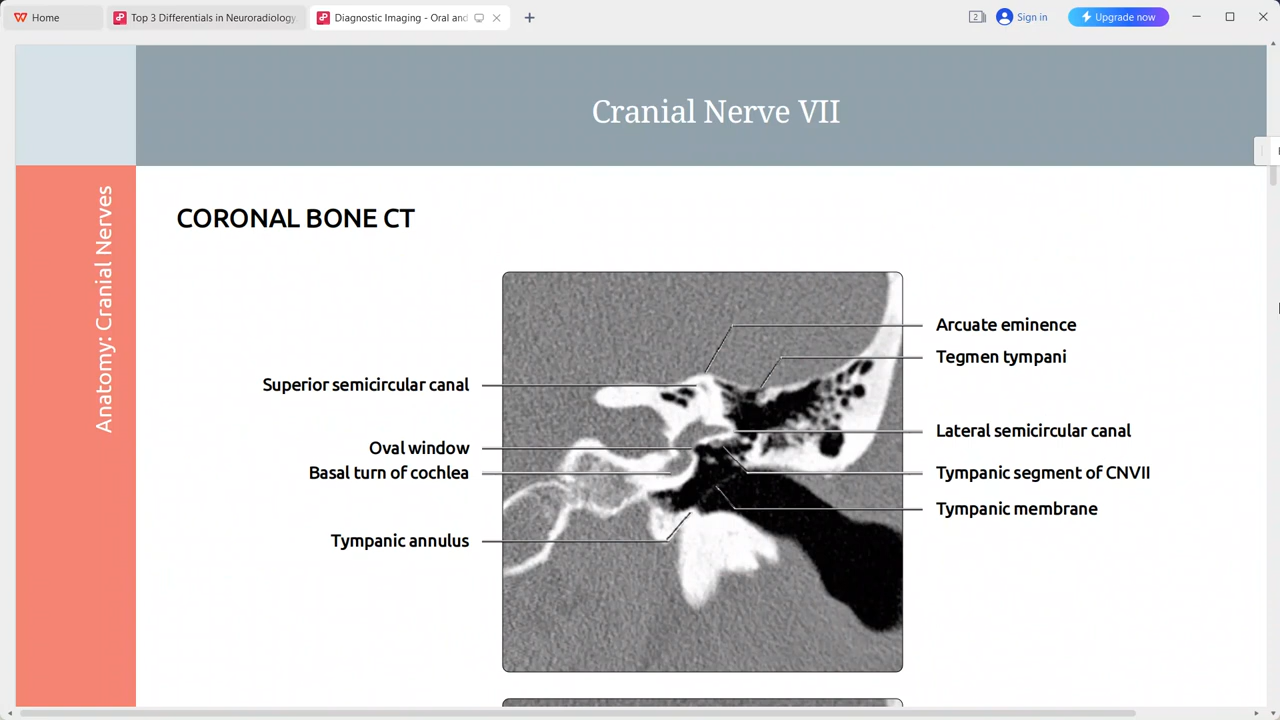 Home
Top 3 Differentials in Neuroradiology.
Diagnostic Imaging - Oral and
2
Sign in
Upgrade now
Cranial Nerve VII
Anatomy: Cranial Nerves
CORONAL BONE CT
Arcuate eminence
Tegmen tympani
Superior semicircular canal
Lateral semicircular canal
Oval window
Basal turn of cochlea
Tympanic segment of CNVII
Tympanic membrane
Tympanic annulus